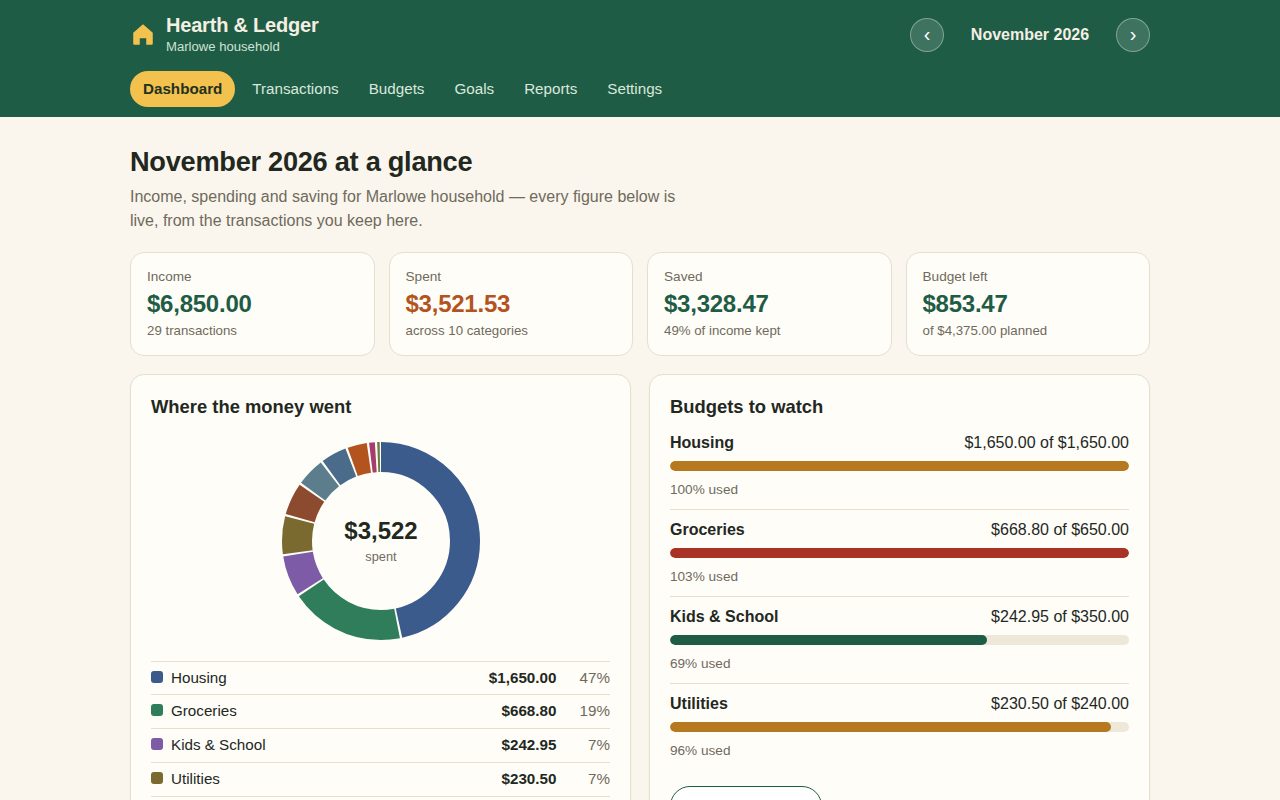 Hearth & Ledger
Marlowe household
‹ November 2026 ›
Dashboard Transactions Budgets Goals Reports Settings
November 2026 at a glance
Income, spending and saving for Marlowe household — every figure below is
live, from the transactions you keep here.
Income
$6,850.00
29 transactions
Spent
$3,521.53
across 10 categories
Saved
$3,328.47
49% of income kept
Budget left
$853.47
of $4,375.00 planned
Where the money went
$3,522
spent
Housing $1,650.00 47%
Groceries $668.80 19%
Kids & School $242.95 7%
Utilities $230.50 7%
Budgets to watch
Housing $1,650.00 of $1,650.00
100% used
Groceries $668.80 of $650.00
103% used
Kids & School $242.95 of $350.00
69% used
Utilities $230.50 of $240.00
96% used